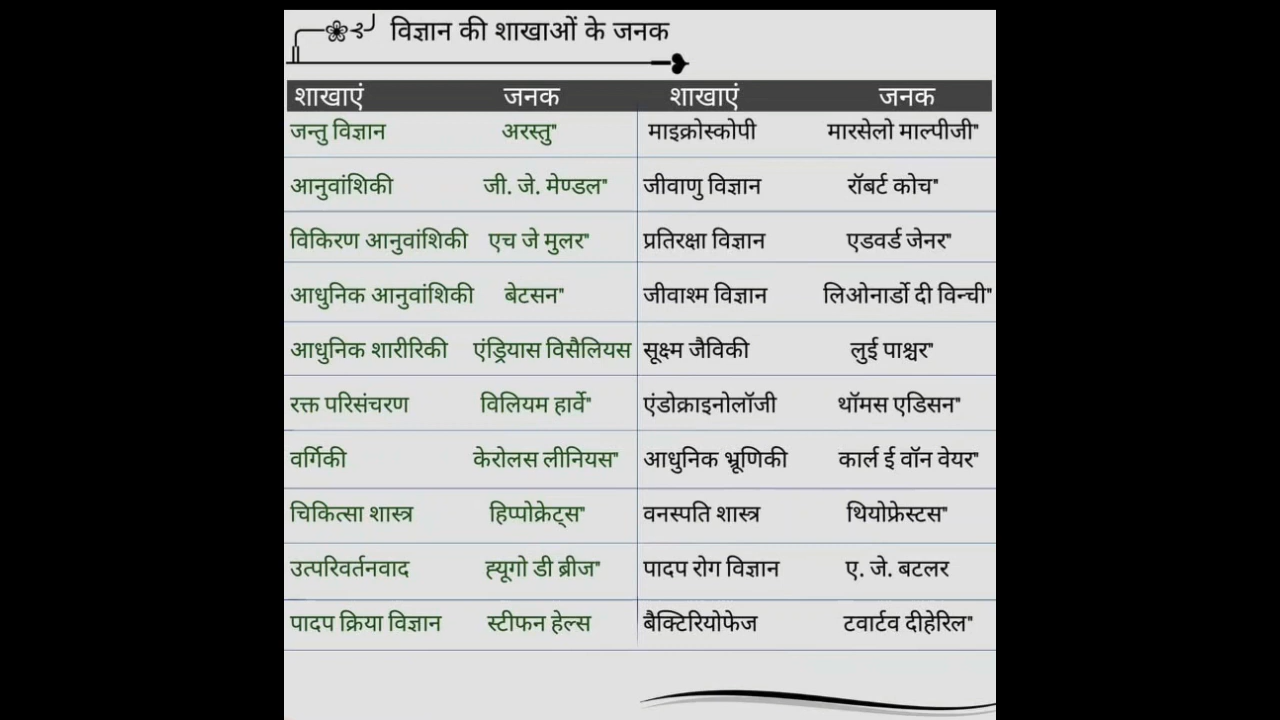 विज्ञान की शाखाओं के जनक
शाखाएं जनक शाखाएं जनक
जन्तु विज्ञान अरस्तु" माइक्रोस्कोपी मारसेलो माल्पीजी"
आनुवांशिकी जी. जे. मेण्डल" जीवाणु विज्ञान रॉबर्ट कोच"
विकिरण आनुवांशिकी एच जे मुलर" प्रतिरक्षा विज्ञान एडवर्ड जेनर"
आधुनिक आनुवांशिकी बेटसन" जीवाश्म विज्ञान लिओनार्डो दी विन्ची"
आधुनिक शारीरिकी एंड्रियास विसैलियस सूक्ष्म जैविकी लुई पाश्चर"
रक्त परिसंचरण विलियम हार्वे" एंडोक्राइनोलॉजी थॉमस एडिसन"
वर्गिकी केरोलस लीनियस" आधुनिक भ्रूणिकी कार्ल ई वॉन वेयर"
चिकित्सा शास्त्र हिप्पोक्रेट्स" वनस्पति शास्त्र थियोफ्रेस्टस"
उत्परिवर्तनवाद ह्यूगो डी ब्रीज" पादप रोग विज्ञान ए. जे. बटलर
पादप क्रिया विज्ञान स्टीफन हेल्स बैक्टिरियोफेज टवार्टव दीहेरिल"